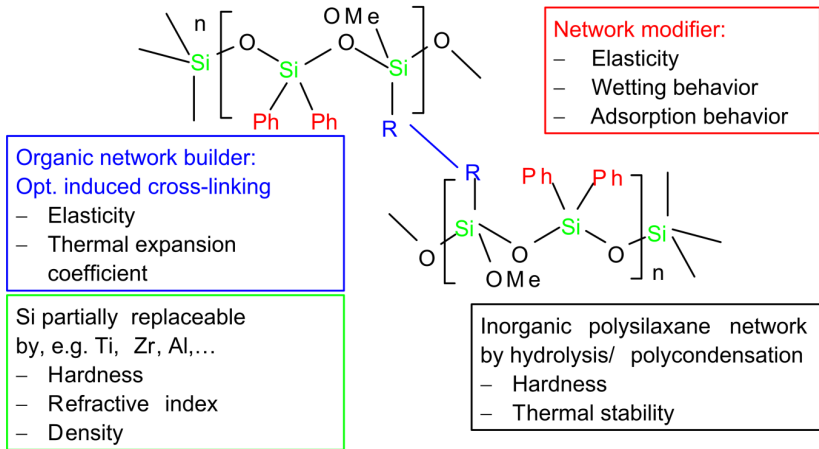 n
OMe
Si
O
Si
O
Si
O
Ph
Ph
R
Network modifier:
– Elasticity
– Wetting behavior
– Adsorption behavior
Organic network builder:
Opt. induced cross-linking
– Elasticity
– Thermal expansion
coefficient
R
Ph
Ph
O
Si
O
Si
O
Si
OMe
n
Si partially replaceable
by, e.g. Ti, Zr, Al,...
– Hardness
– Refractive index
– Density
Inorganic polysilaxane network
by hydrolysis/ polycondensation
– Hardness
– Thermal stability